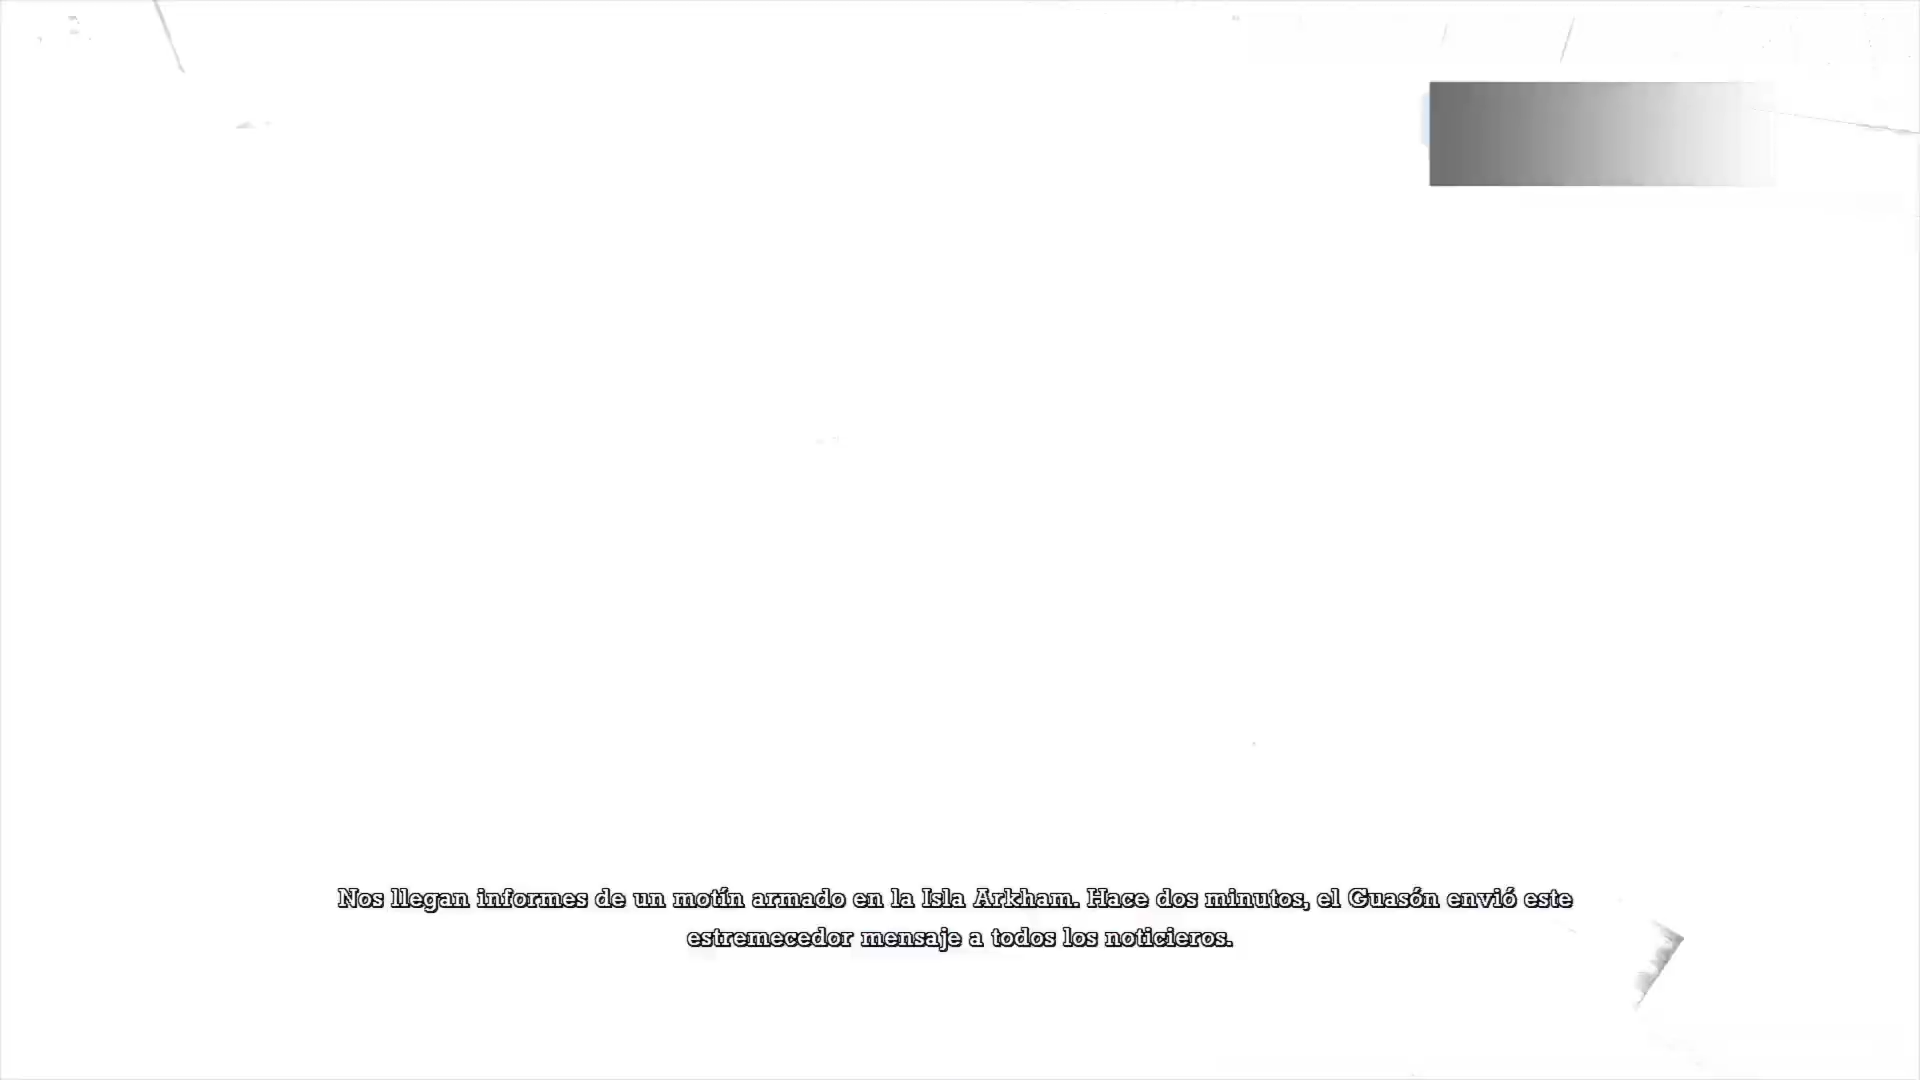 Nos llegan informes de un motín armado en la Isla Arkham. Hace dos minutos, el Guasón envió este
estremecedor mensaje a todos los noticieros.